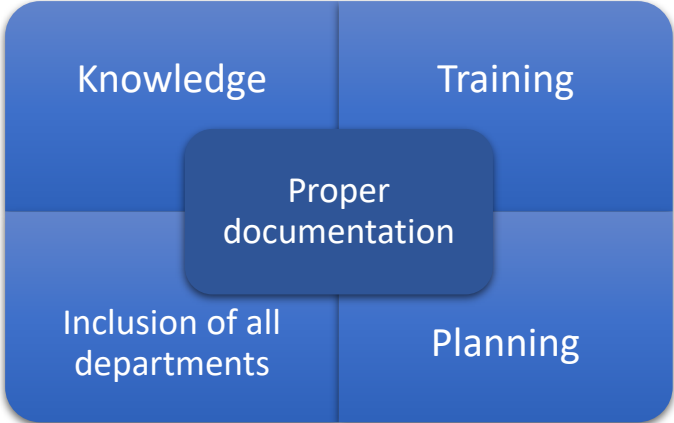 Knowledge
Training
Proper
documentation
Inclusion of all
departments
Planning